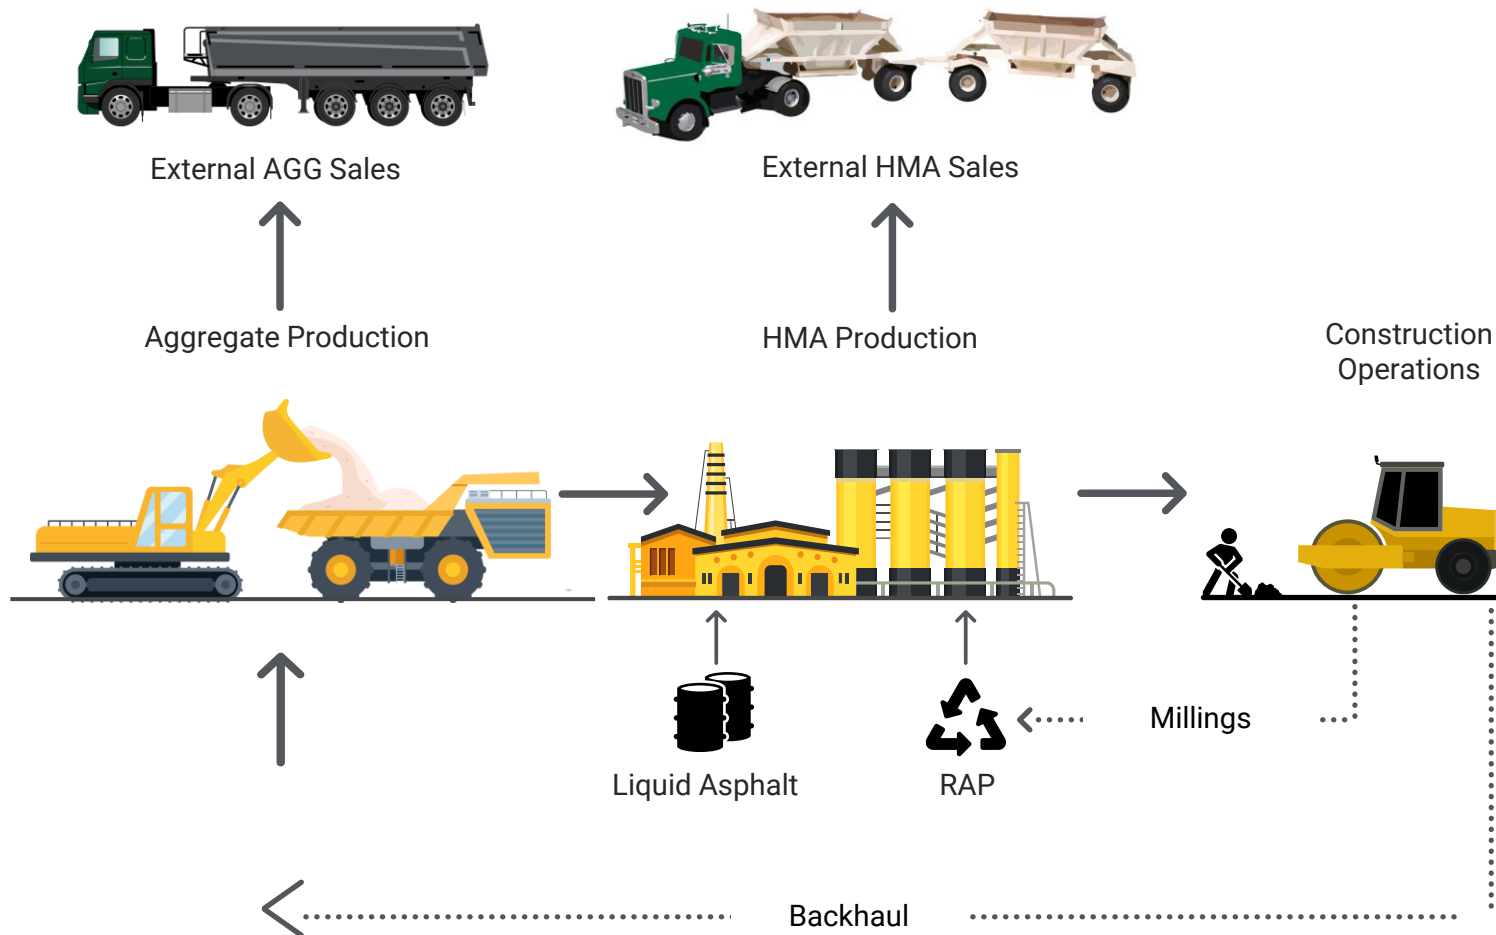 External AGG Sales
External HMA Sales
Aggregate Production
HMA Production
Construction
Operations
Millings
Liquid Asphalt
RAP
Backhaul